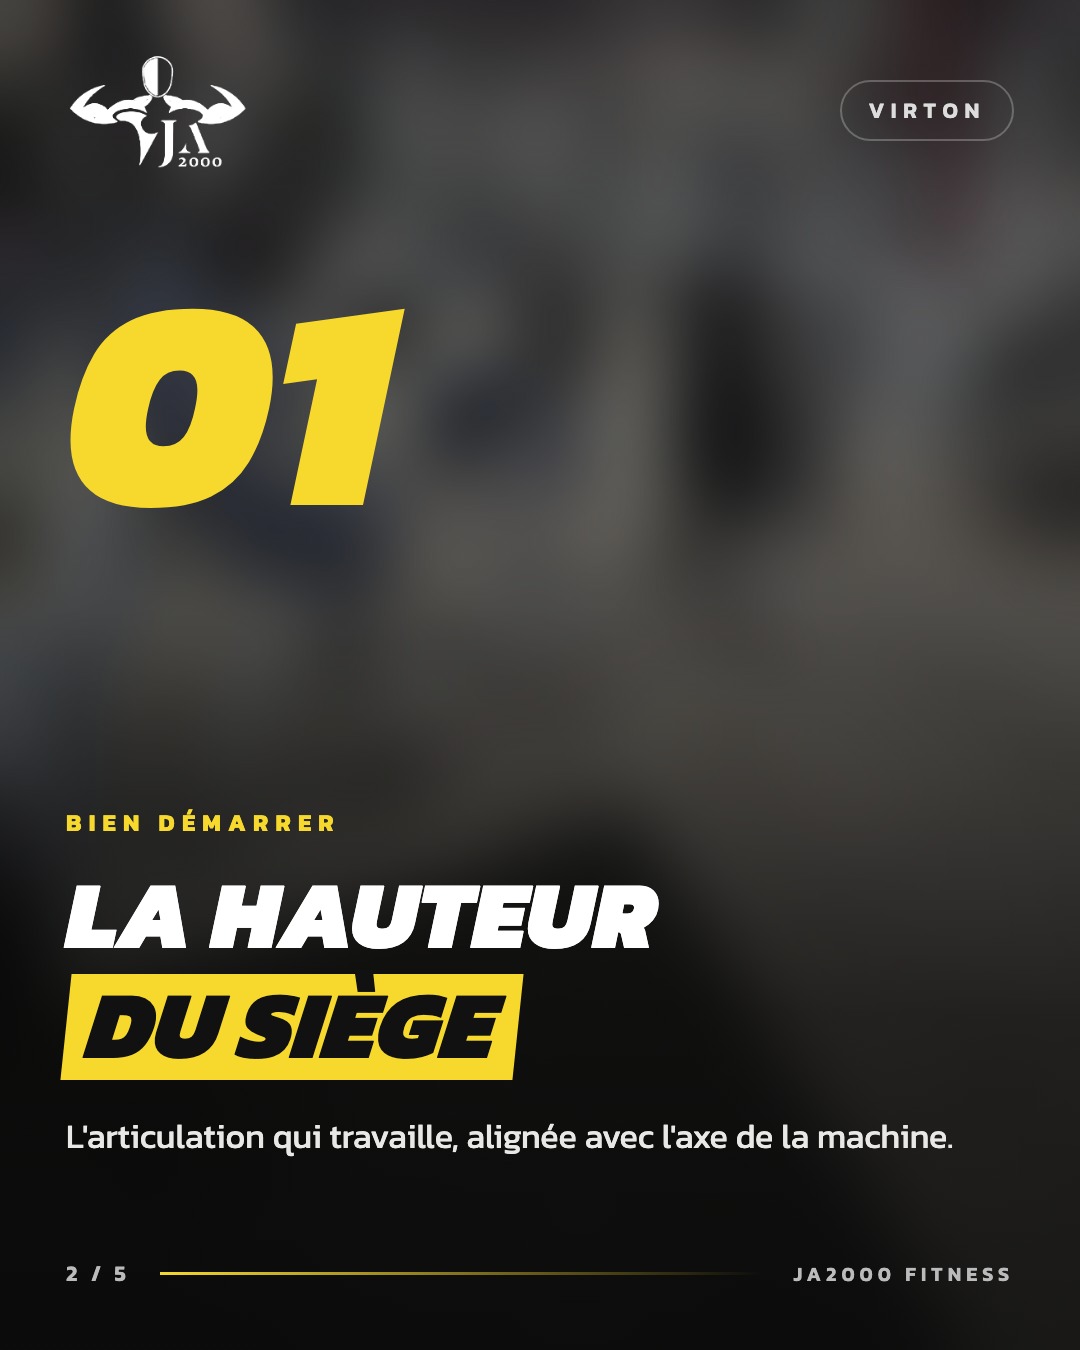 JA
2000
VIRTON
01
BIEN DÉMARRER
LA HAUTEUR
DU SIÈGE
L'articulation qui travaille, alignée avec l'axe de la machine.
2 / 5
JA2000 FITNESS